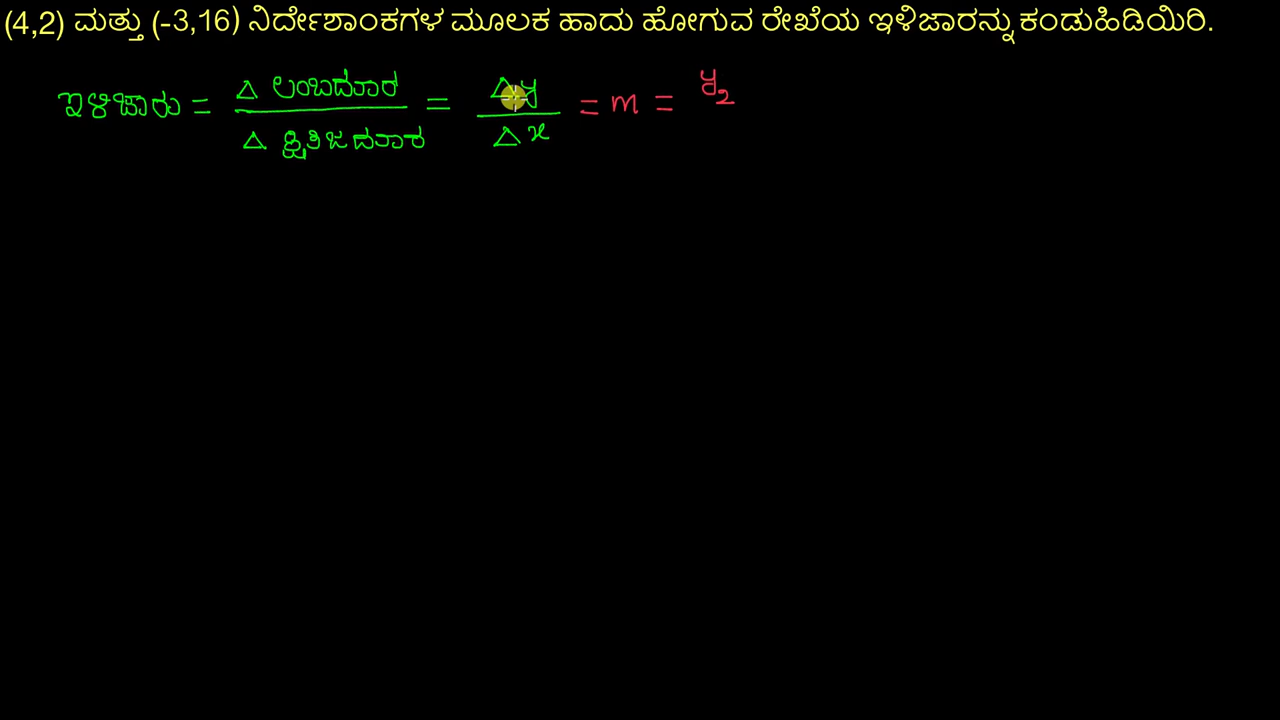 (4,2) ಮತ್ತು (-3,16) ನಿರ್ದೇಶಾಂಕಗಳ ಮೂಲಕ ಹಾದು ಹೋಗುವ ರೇಖೆಯ ಇಳಿಜಾರನ್ನು ಕಂಡುಹಿಡಿಯಿರಿ.
ಇಳಿಜಾರು = Δ ಲಂಬದೂರ / Δ ಕ್ಷಿತಿಜದೂರ = Δy / Δx = m = y₂